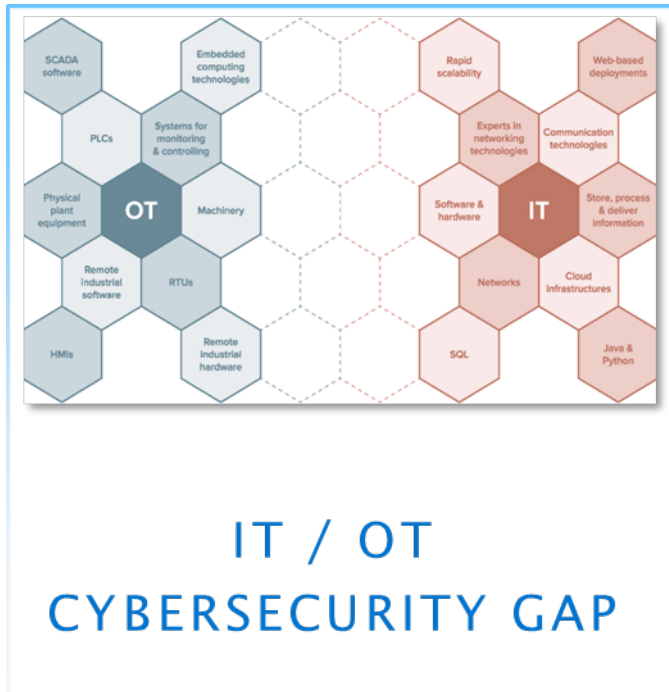 SCADA
software
Embedded
computing
technologies
Rapid
scalability
Web-based
deployments
PLCs
Systems for
monitoring
& controlling
Experts in
networking
technologies
Communication
technologies
Physical
plant
equipment
OT
Machinery
Software &
hardware
IT
Store, process
& deliver
information
Remote
industrial
software
RTUs
Networks
Cloud
infrastructures
HMIs
Remote
industrial
hardware
SQL
Java &
Python
IT / OT
CYBERSECURITY GAP